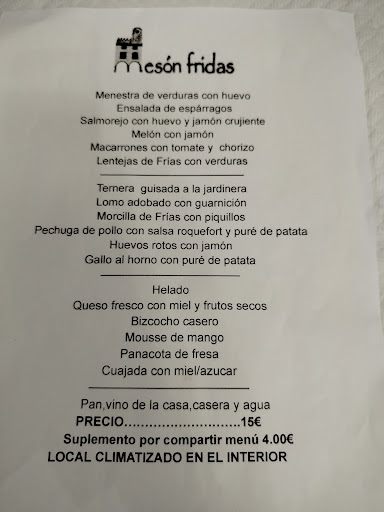 mesón fridas
Menestra de verduras con huevo
Ensalada de espárragos
Salmorejo con huevo y jamón crujiente
Melón con jamón
Macarrones con tomate y chorizo
Lentejas de Frías con verduras
Ternera guisada a la jardinera
Lomo adobado con guarnición
Morcilla de Frías con piquillos
Pechuga de pollo con salsa roquefort y puré de patata
Huevos rotos con jamón
Gallo al horno con puré de patata
Helado
Queso fresco con miel y frutos secos
Bizcocho casero
Mousse de mango
Panacota de fresa
Cuajada con miel/azucar
Pan,vino de la casa,casera y agua
PRECIO...........................15€
Suplemento por compartir menú 4.00€
LOCAL CLIMATIZADO EN EL INTERIOR